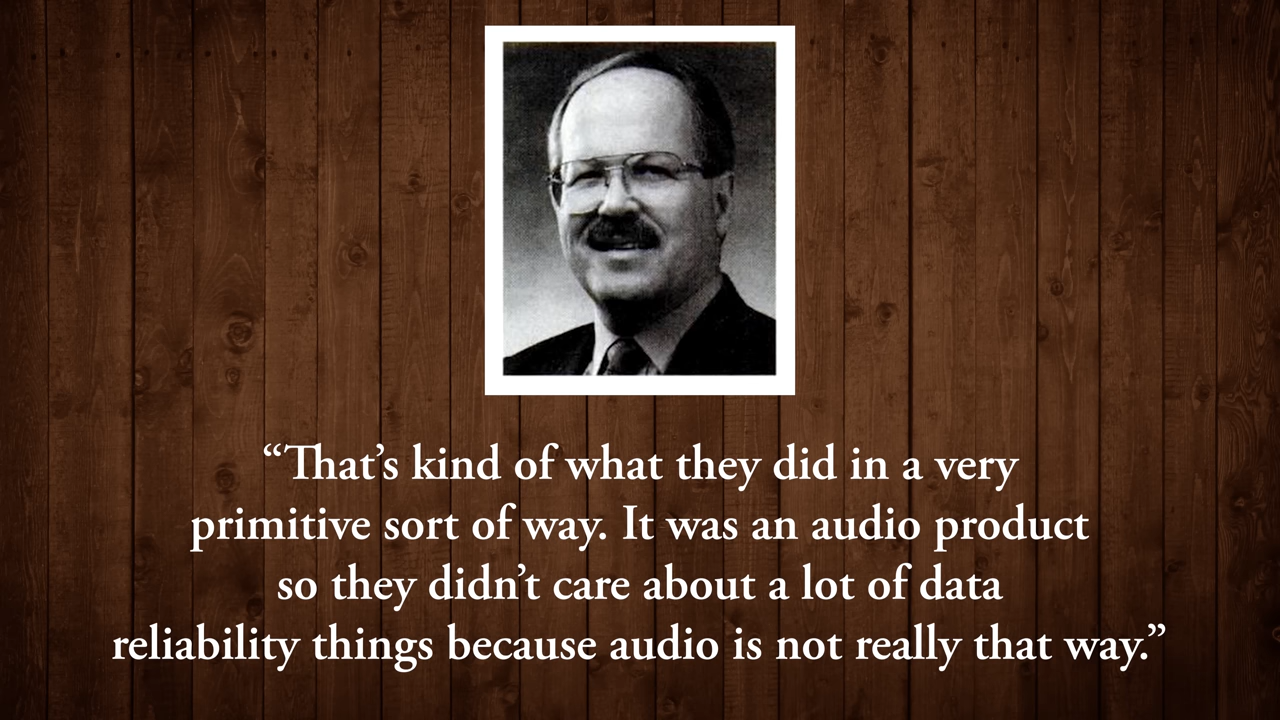 “That’s kind of what they did in a very
primitive sort of way. It was an audio product
so they didn’t care about a lot of data
reliability things because audio is not really that way.”